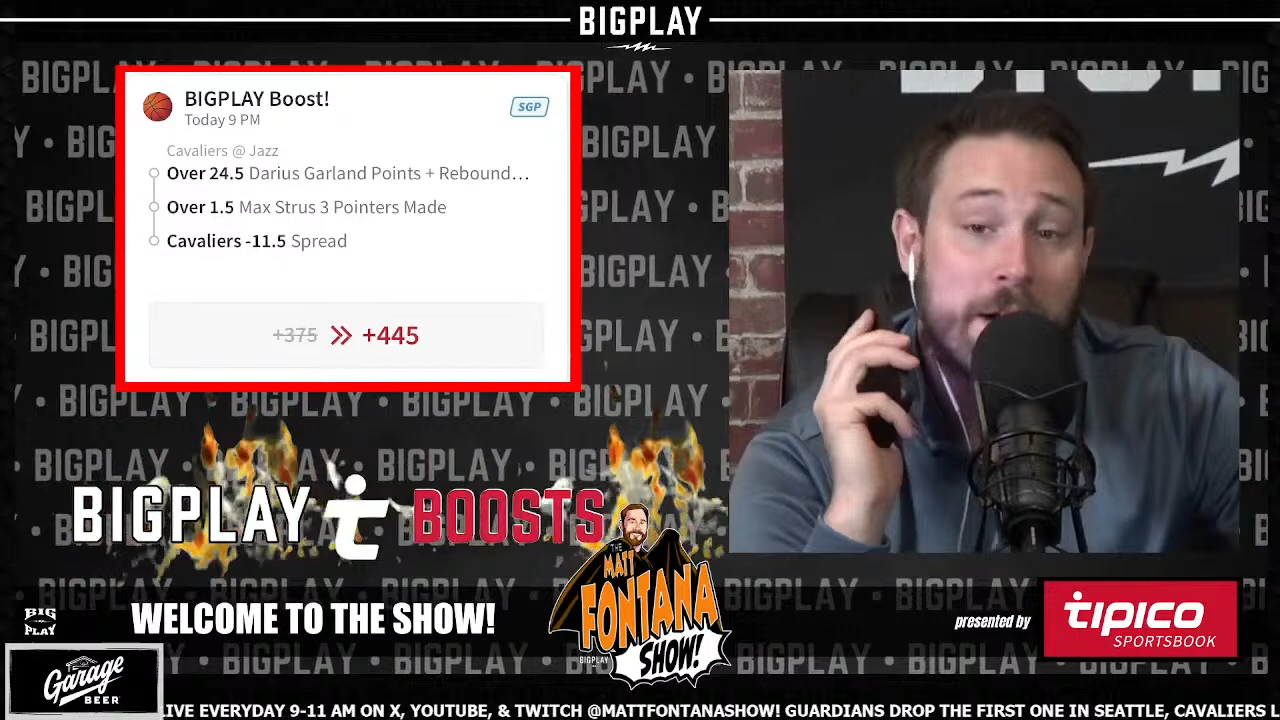 BIGPLAY
BIGPLAY Boost!
SGP
Today 9 PM
Cavaliers @ Jazz
Over 24.5 Darius Garland Points + Rebound...
Over 1.5 Max Strus 3 Pointers Made
Cavaliers -11.5 Spread
+375 >> +445
BIGPLAY t BOOSTS
THE
MATT
FONTANA
SHOW!
BIGPLAY
BIG
PLAY
WELCOME TO THE SHOW!
presented by
tipico
SPORTSBOOK
Garage
BEER
LIVE EVERYDAY 9-11 AM ON X, YOUTUBE, & TWITCH @MATTFONTANASHOW! GUARDIANS DROP THE FIRST ONE IN SEATTLE, CAVALIERS L